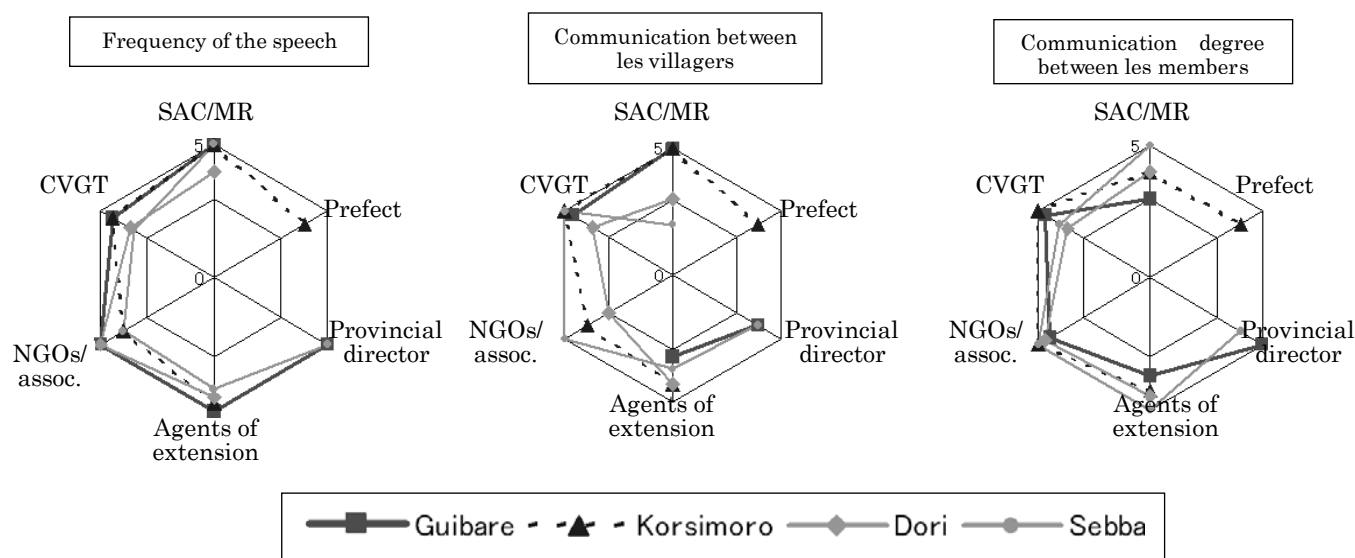 Frequency of the speech
SAC/MR
5
CVGT
Prefect
0
NGOs/
assoc.
Provincial
director
Agents of
extension
Communication between
les villagers
SAC/MR
5
CVGT
Prefect
0
NGOs/
assoc.
Provincial
director
Agents of
extension
Communication degree
between les members
SAC/MR
5
CVGT
Prefect
0
NGOs/
assoc.
Provincial
director
Agents of
extension
Guibare Korsimoro Dori Sebba